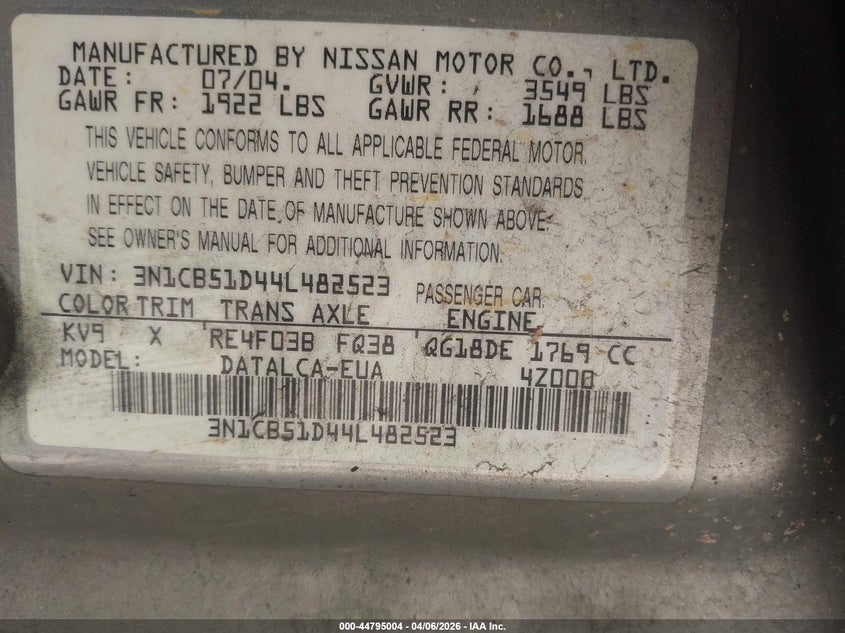 MANUFACTURED BY NISSAN MOTOR CO., LTD.
DATE: 07/04. GVWR: 3549 LBS
GAWR FR: 1922 LBS GAWR RR: 1688 LBS
THIS VEHICLE CONFORMS TO ALL APPLICABLE FEDERAL MOTOR
VEHICLE SAFETY, BUMPER AND THEFT PREVENTION STANDARDS
IN EFFECT ON THE DATE OF MANUFACTURE SHOWN ABOVE.
SEE OWNER'S MANUAL FOR ADDITIONAL INFORMATION.
VIN: 3N1CB51D44L482523 PASSENGER CAR
COLOR TRIM TRANS AXLE ENGINE
KV9 X RE4F03B FQ38 QG18DE 1769 CC
MODEL: DATALCA-EUA 4Z000
3N1CB51D44L482523
000-44795004 - 04/06/2026 - IAA Inc.